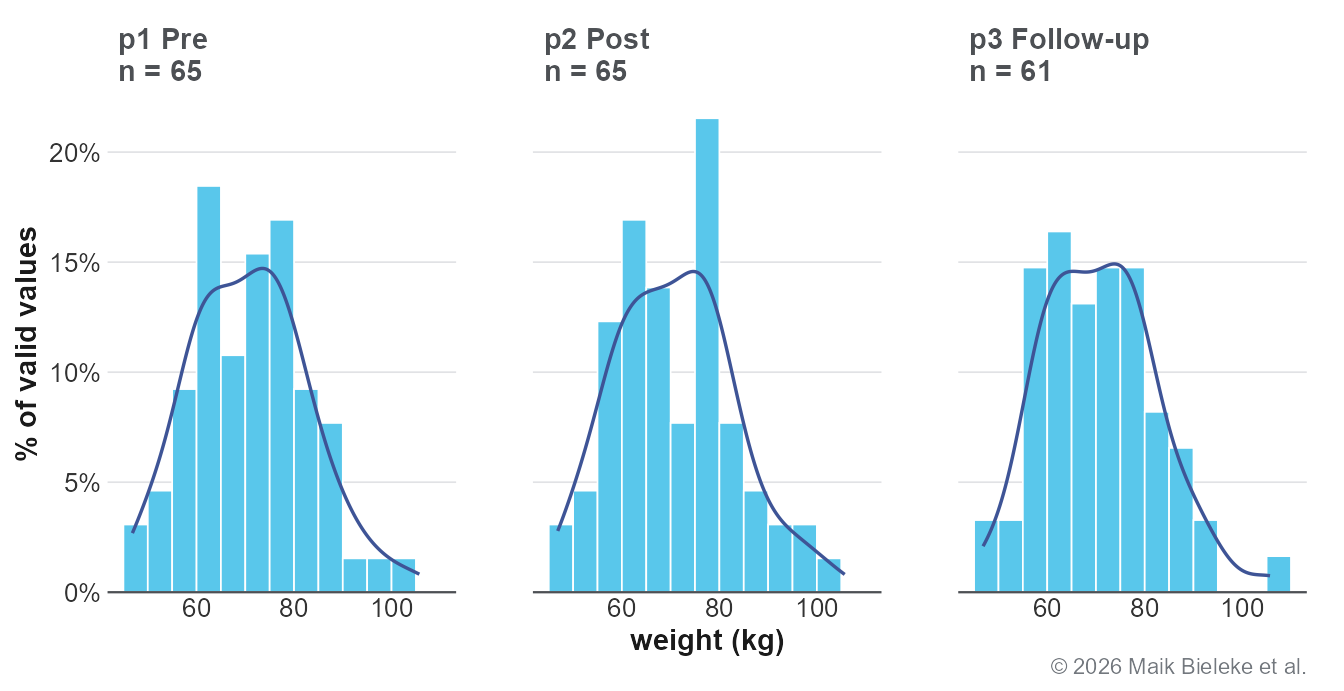 p1 Pre
n = 65
p2 Post
n = 65
p3 Follow-up
n = 61
% of valid values
20%
15%
10%
5%
0%
60 80 100
60 80 100
60 80 100
weight (kg)
© 2026 Maik Bieleke et al.